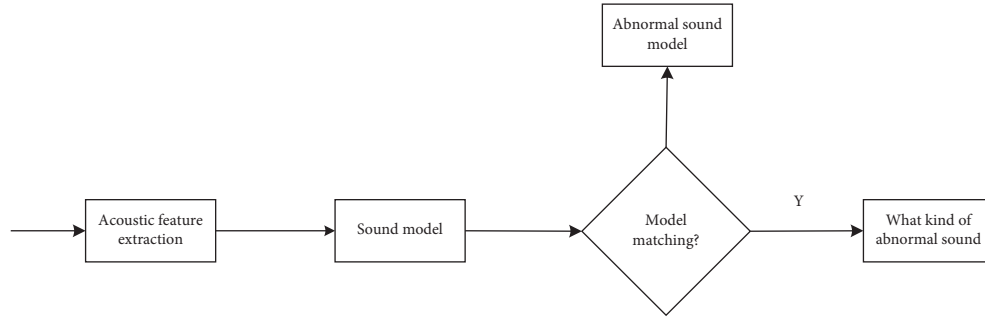 Abnormal sound
model
Acoustic feature
extraction
Sound model
Model
matching?
Y
What kind of
abnormal sound